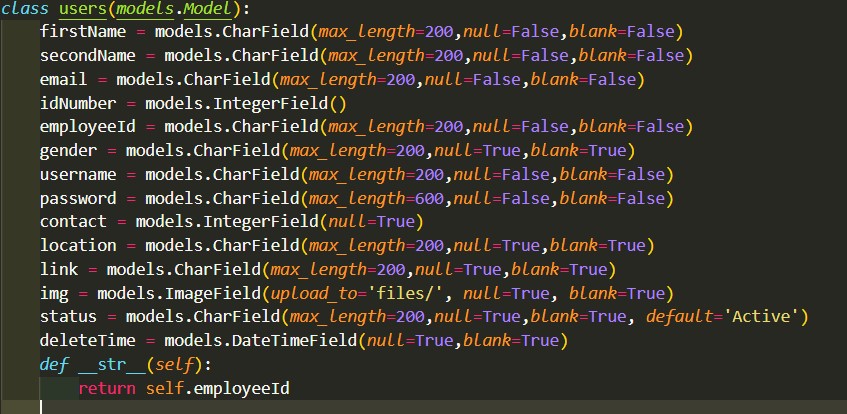 class users(models.Model):
    firstName = models.CharField(max_length=200,null=False,blank=False)
    secondName = models.CharField(max_length=200,null=False,blank=False)
    email = models.CharField(max_length=200,null=False,blank=False)
    idNumber = models.IntegerField()
    employeeId = models.CharField(max_length=200,null=False,blank=False)
    gender = models.CharField(max_length=200,null=True,blank=True)
    username = models.CharField(max_length=200,null=False,blank=False)
    password = models.CharField(max_length=600,null=False,blank=False)
    contact = models.IntegerField(null=True)
    location = models.CharField(max_length=200,null=True,blank=True)
    link = models.CharField(max_length=200,null=True,blank=True)
    img = models.ImageField(upload_to='files/', null=True, blank=True)
    status = models.CharField(max_length=200,null=True,blank=True, default='Active')
    deleteTime = models.DateTimeField(null=True,blank=True)
    def __str__(self):
        return self.employeeId